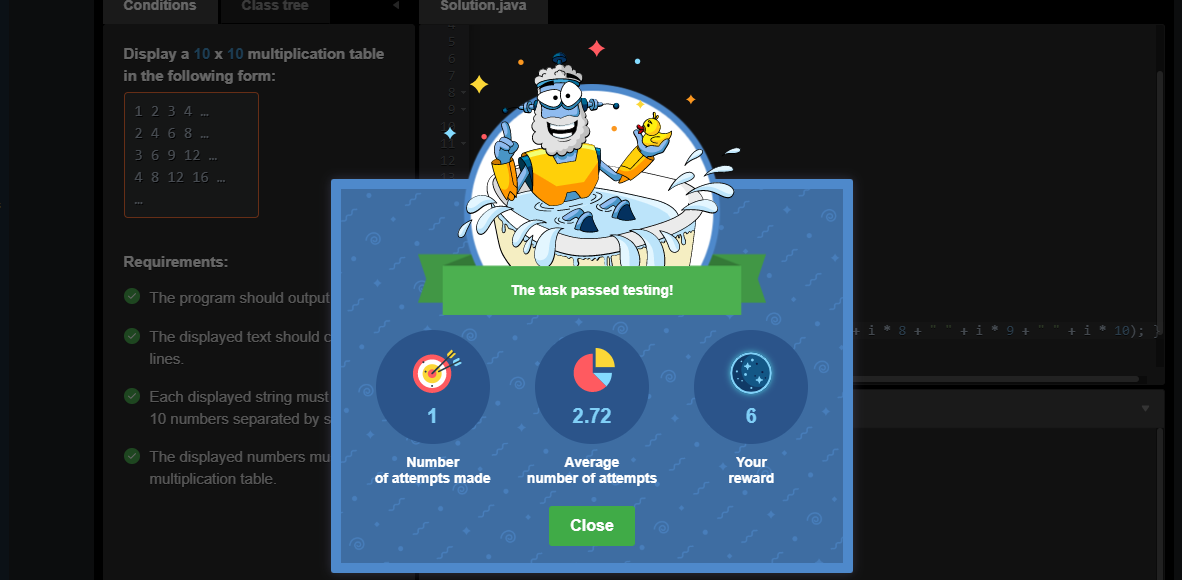 Conditions
Class tree
Solution.java
Display a 10 x 10 multiplication table
in the following form:
1 2 3 4 …
2 4 6 8 …
3 6 9 12 …
4 8 12 16 …
…
Requirements:
The program should output
The displayed text should c
lines.
Each displayed string must
10 numbers separated by s
The displayed numbers mu
multiplication table.
4
5
6
7
8
9
10
11
12
+ i * 8 + " " + i * 9 + " " + i * 10); }
The task passed testing!
1
Number
of attempts made
2.72
Average
number of attempts
6
Your
reward
Close